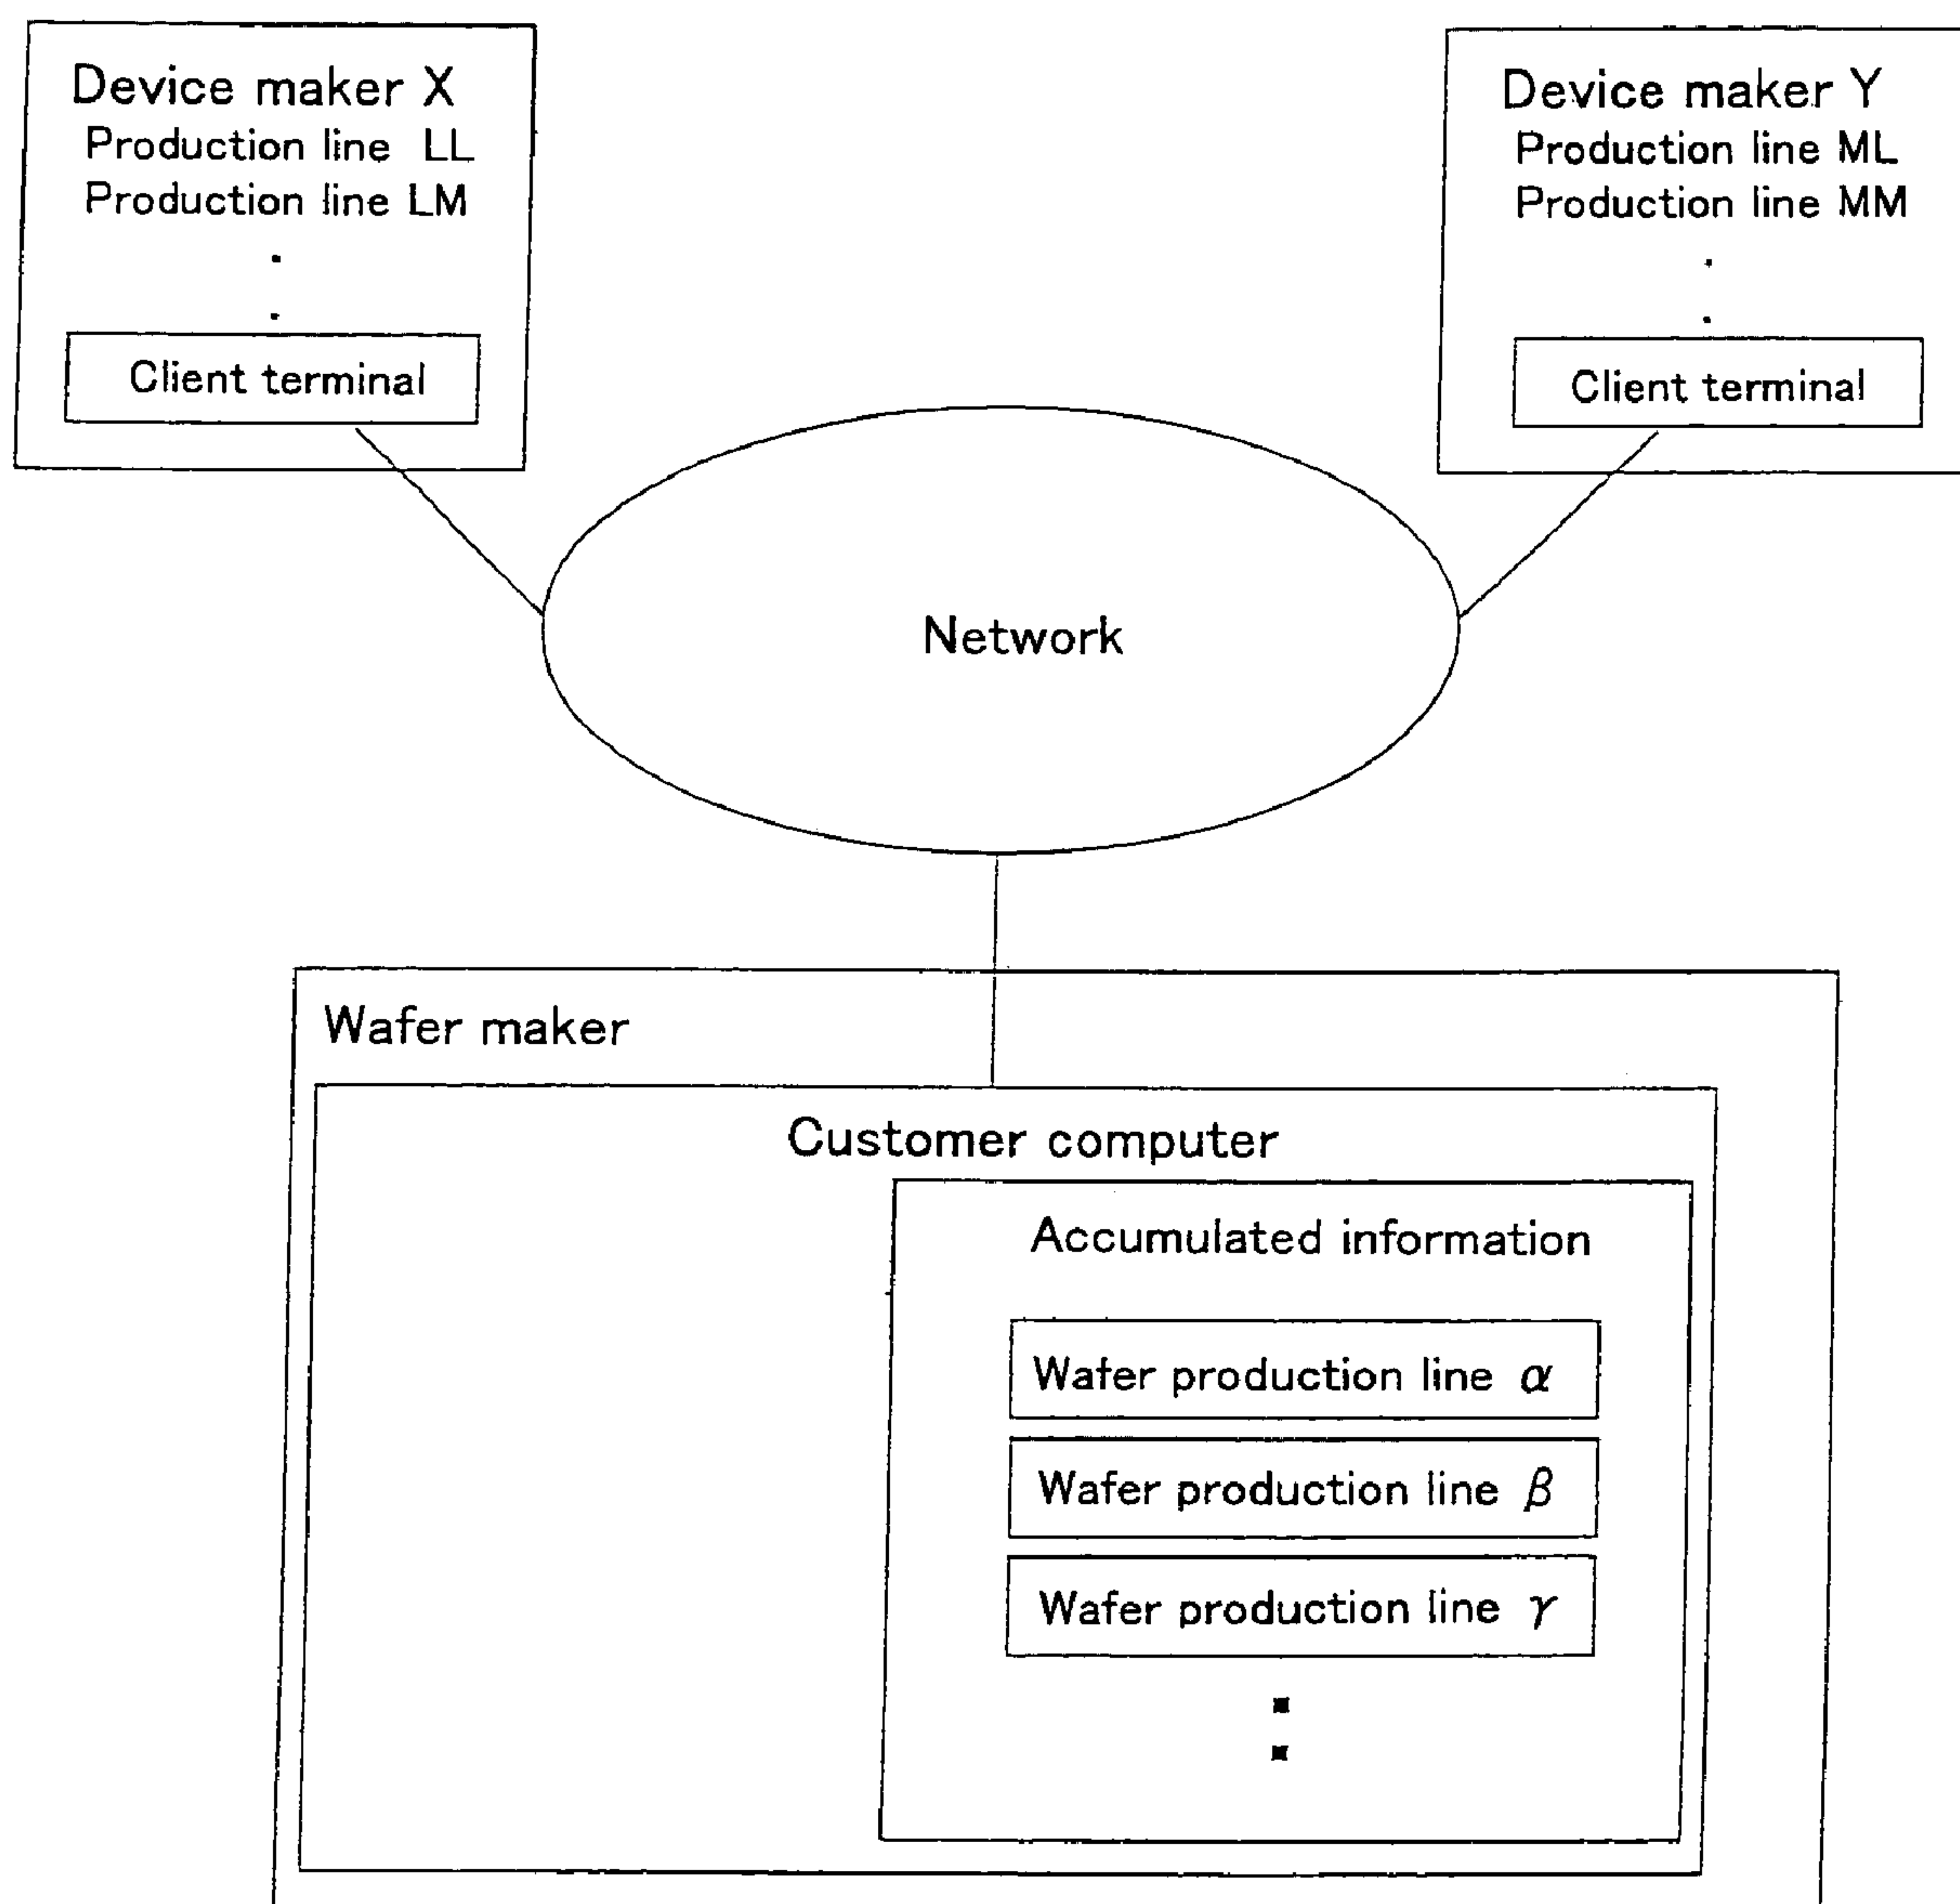 Device maker X
Production line LL
Production line LM
Client terminal
Device maker Y
Production line ML
Production line MM
Client terminal
Network
Wafer maker
Customer computer
Accumulated information
Wafer production line α
Wafer production line β
Wafer production line γ